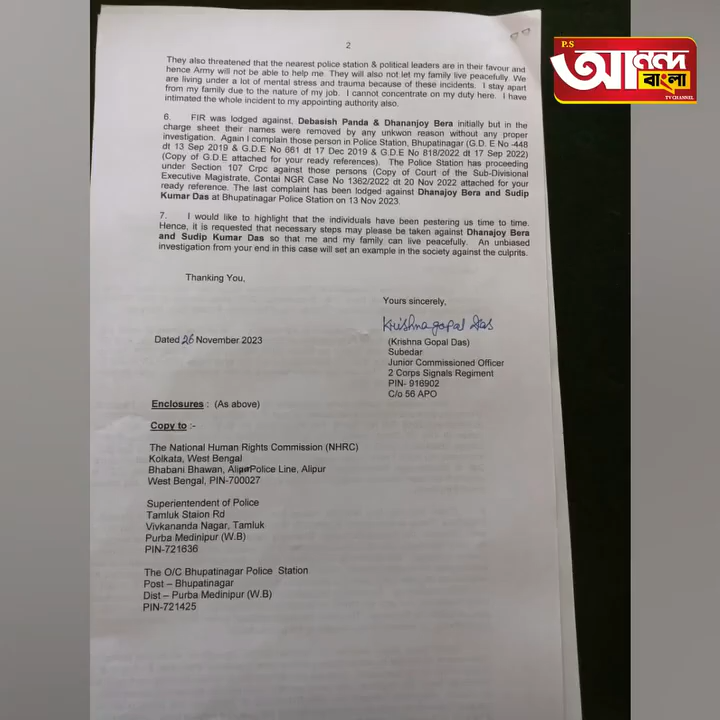 P.S
আনন্দ
বাংলা
TV CHANNEL
2
They also threatened that the nearest police station & political leaders are in their favour and
hence Army will not be able to help me. They will also not let my family live peacefully. We
are living under a lot of mental stress and trauma because of these incidents. I stay apart
from my family due to the nature of my job. I cannot concentrate on my duty here. I have
intimated the whole incident to my appointing authority also.
6. FIR was lodged against, Debasish Panda & Dhananjoy Bera initially but in
the charge sheet their names were removed by any unkwon reason without any proper
investigation. Again I complain those person in Police Station, Bhupatinagar (G.D. E No -448
dt 13 Sep 2019 & G.D.E No 661 dt 17 Dec 2019 & G.D.E No 818/2022 dt 17 Sep 2022)
(Copy of G.D.E attached for your ready references). The Police Station has proceeding
under Section 107 Crpc against those persons (Copy of Court of the Sub-Divisional
Executive Magistrate, Contai NGR Case No 1362/2022 dt 20 Nov 2022 attached for your
ready reference. The last complaint has been lodged against Dhanajoy Bera and Sudip
Kumar Das at Bhupatinagar Police Station on 13 Nov 2023.
7. I would like to highlight that the individuals have been pestering us time to time.
Hence, it is requested that necessary steps may please be taken against Dhanajoy Bera
and Sudip Kumar Das so that me and my family can live peacefully. An unbiased
investigation from your end in this case will set an example in the society against the culprits.
Thanking You,
Yours sincerely,
Krishna gopal Das
Dated 26 November 2023
(Krishna Gopal Das)
Subedar
Junior Commissioned Officer
2 Corps Signals Regiment
PIN- 916902
C/o 56 APO
Enclosures : (As above)
Copy to :-
The National Human Rights Commission (NHRC)
Kolkata, West Bengal
Bhabani Bhawan, Police Line, Alipur
West Bengal, PIN-700027
Superientendent of Police
Tamluk Staion Rd
Vivkananda Nagar, Tamluk
Purba Medinipur (W.B)
PIN-721636
The O/C Bhupatinagar Police Station
Post – Bhupatinagar
Dist – Purba Medinipur (W.B)
PIN-721425